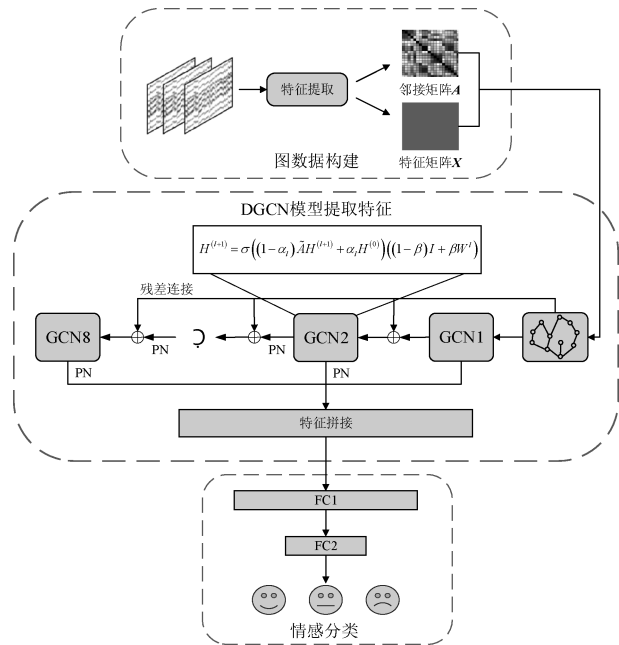 特征提取
邻接矩阵A
特征矩阵X
图数据构建
DGCN模型提取特征
H^{(l+1)} = σ((1−α_l)ÃH^{(l+1)} + α_lH^{(0)})((1−β)I + βW^l)
残差连接
GCN8
PN
PN
GCN2
GCN1
PN
PN
特征拼接
FC1
FC2
情感分类